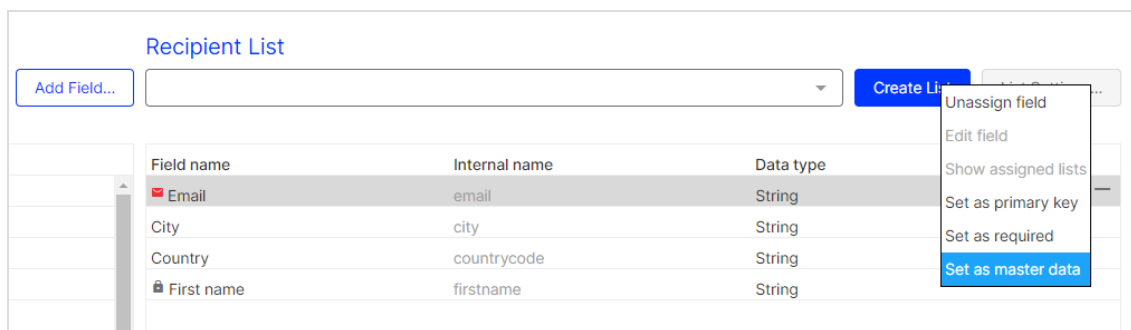 Recipient List
Add Field...
Create Lis
...
Unassign field
Edit field
Show assigned lists
Set as primary key
Set as required
Set as master data
Field name Internal name Data type
Email email String
City city String
Country countrycode String
First name firstname String